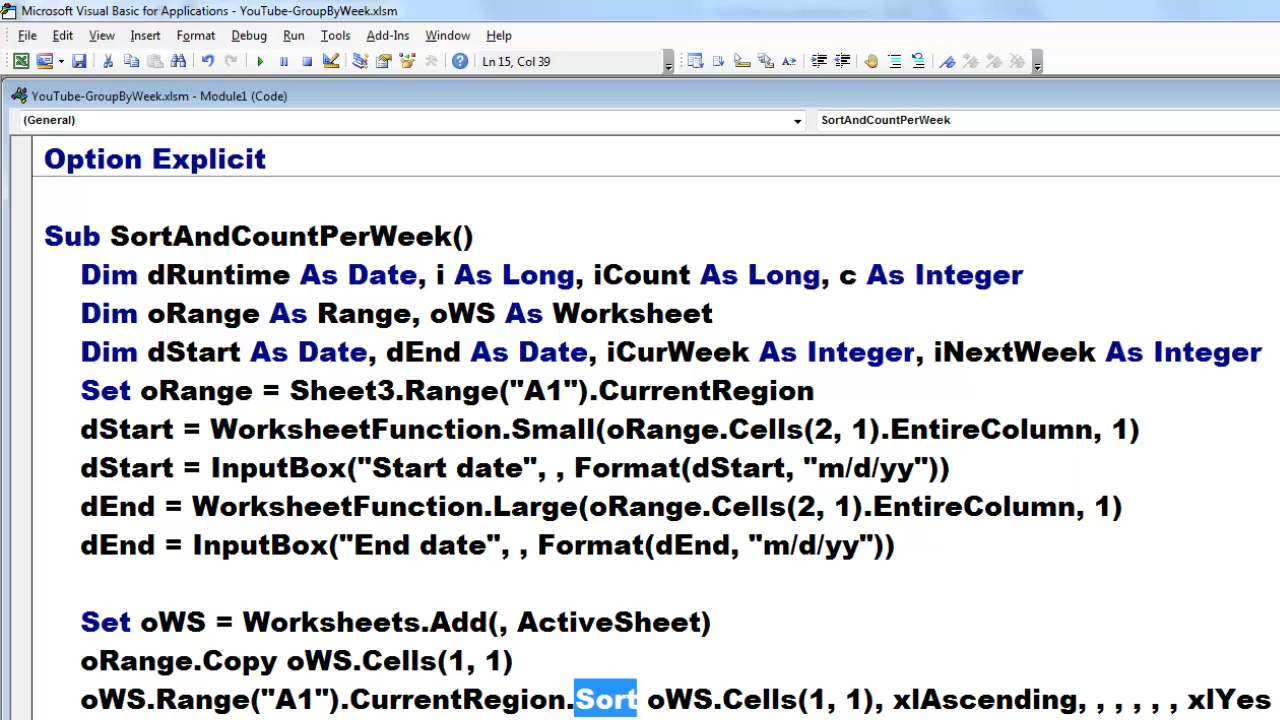 Microsoft Visual Basic for Applications - YouTube-GroupByWeek.xlsm
File Edit View Insert Format Debug Run Tools Add-Ins Window Help
Ln 15, Col 39
YouTube-GroupByWeek.xlsm - Module1 (Code)
(General) SortAndCountPerWeek
Option Explicit
Sub SortAndCountPerWeek()
Dim dRuntime As Date, i As Long, iCount As Long, c As Integer
Dim oRange As Range, oWS As Worksheet
Dim dStart As Date, dEnd As Date, iCurWeek As Integer, iNextWeek As Integer
Set oRange = Sheet3.Range("A1").CurrentRegion
dStart = WorksheetFunction.Small(oRange.Cells(2, 1).EntireColumn, 1)
dStart = InputBox("Start date", , Format(dStart, "m/d/yy"))
dEnd = WorksheetFunction.Large(oRange.Cells(2, 1).EntireColumn, 1)
dEnd = InputBox("End date", , Format(dEnd, "m/d/yy"))
Set oWS = Worksheets.Add(, ActiveSheet)
oRange.Copy oWS.Cells(1, 1)
oWS.Range("A1").CurrentRegion.Sort oWS.Cells(1, 1), xlAscending, , , , , , xlYes